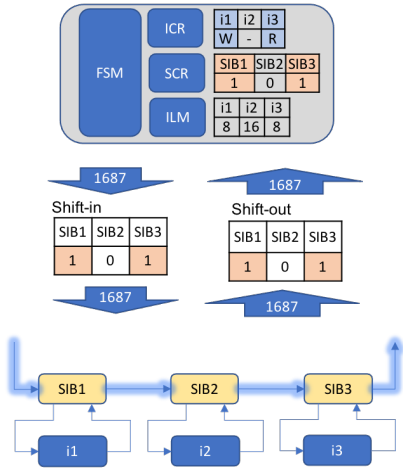 FSM
ICR
i1 i2 i3
W - R
SCR
SIB1 SIB2 SIB3
1 0 1
ILM
i1 i2 i3
8 16 8
1687
1687
Shift-in
Shift-out
SIB1 SIB2 SIB3
1 0 1
SIB1 SIB2 SIB3
1 0 1
1687
1687
SIB1
SIB2
SIB3
i1
i2
i3